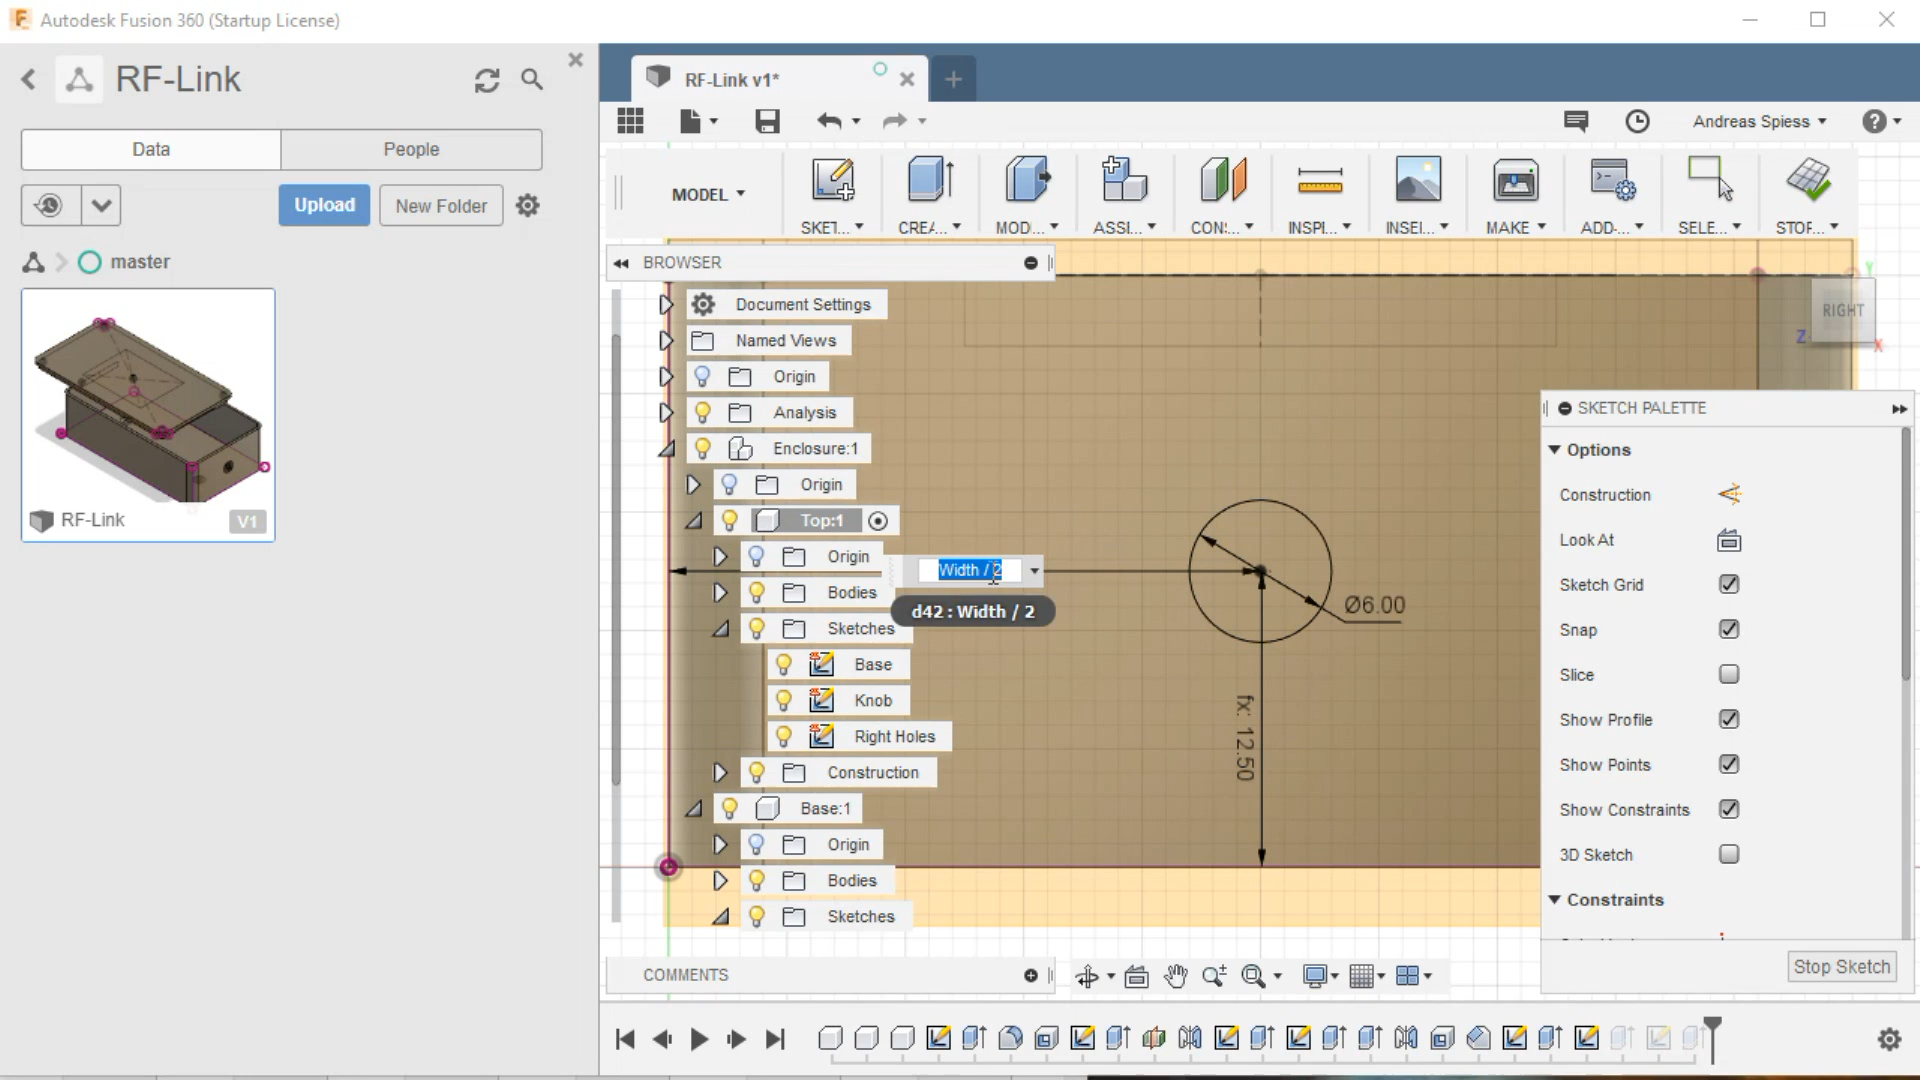 Autodesk Fusion 360 (Startup License)
RF-Link
RF-Link v1*
Data
People
Andreas Spiess
Upload
New Folder
MODEL
SKET...
CREA...
MOD...
ASSI...
CON...
INSPI...
INSEI...
MAKE
ADD-...
SELE...
STOF...
master
BROWSER
Document Settings
Named Views
Origin
Analysis
Enclosure:1
Origin
Top:1
Origin
Bodies
Sketches
Base
Knob
Right Holes
Construction
Base:1
Origin
Bodies
Sketches
Width / 2
d42 : Width / 2
Ø6.00
fx: 12.50
Y
RIGHT
Z
X
RF-Link
V1
SKETCH PALETTE
Options
Construction
Look At
Sketch Grid
Snap
Slice
Show Profile
Show Points
Show Constraints
3D Sketch
Constraints
Stop Sketch
COMMENTS